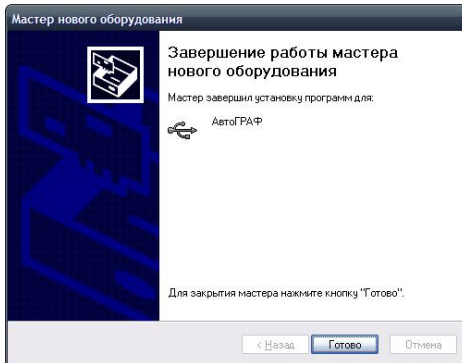 Мастер нового оборудования
Завершение работы мастера
нового оборудования
Мастер завершил установку программ для:
АвтоГРАФ
Для закрытия мастера нажмите кнопку "Готово".
< Назад
Готово
Отмена